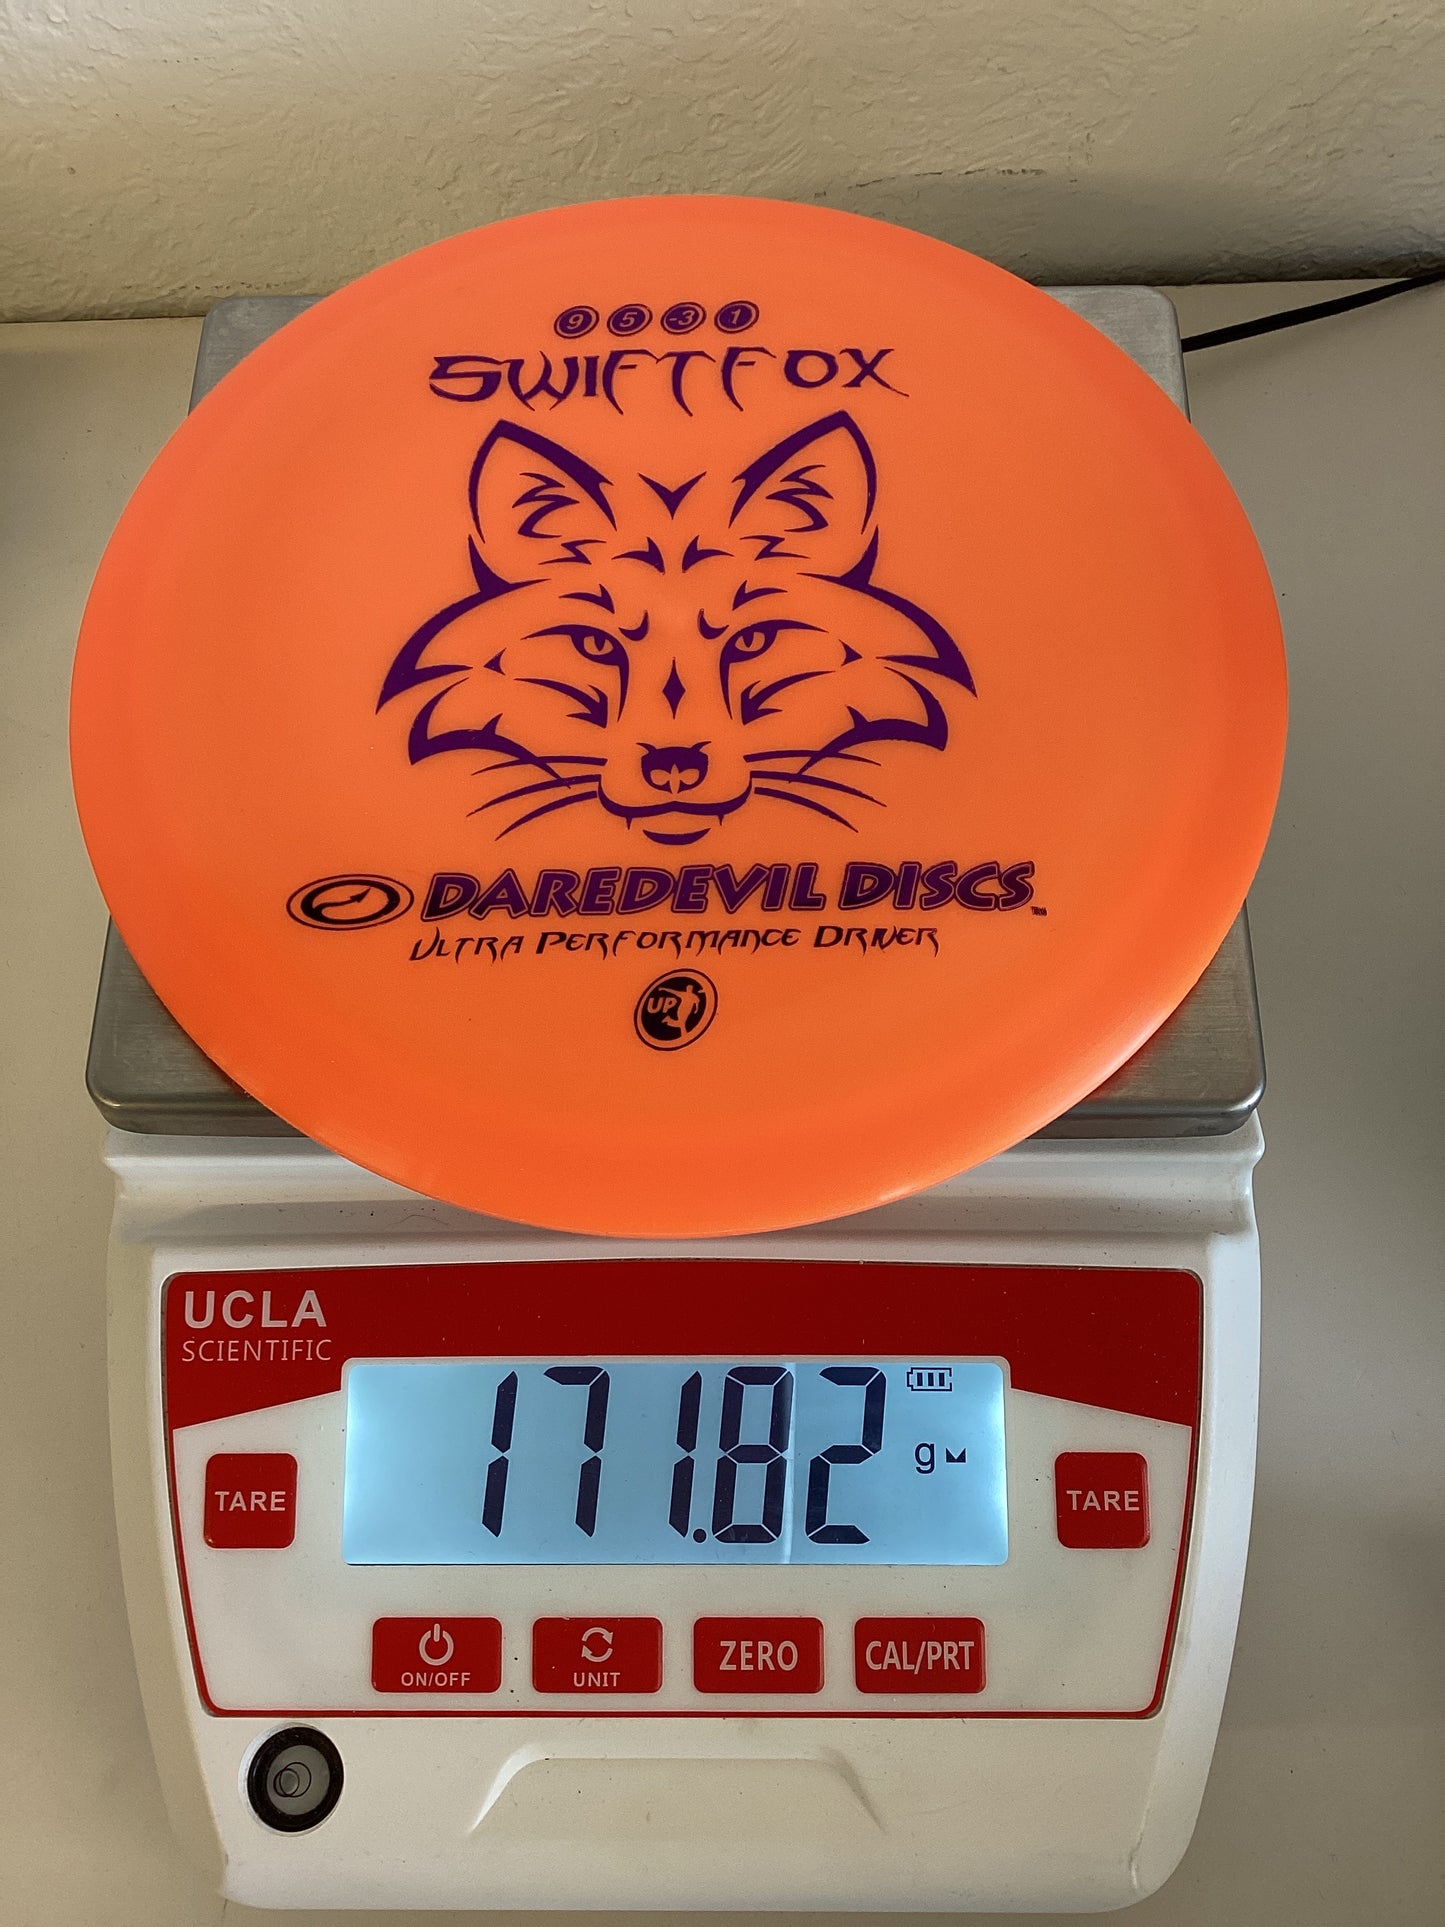 9 5 -3 1
SWIFTFOX
DAREDEVIL DISCS™
ULTRA PERFORMANCE DRIVER
UP
UCLA
SCIENTIFIC
171.82 g
TARE
TARE
ON/OFF
UNIT
ZERO
CAL/PRT